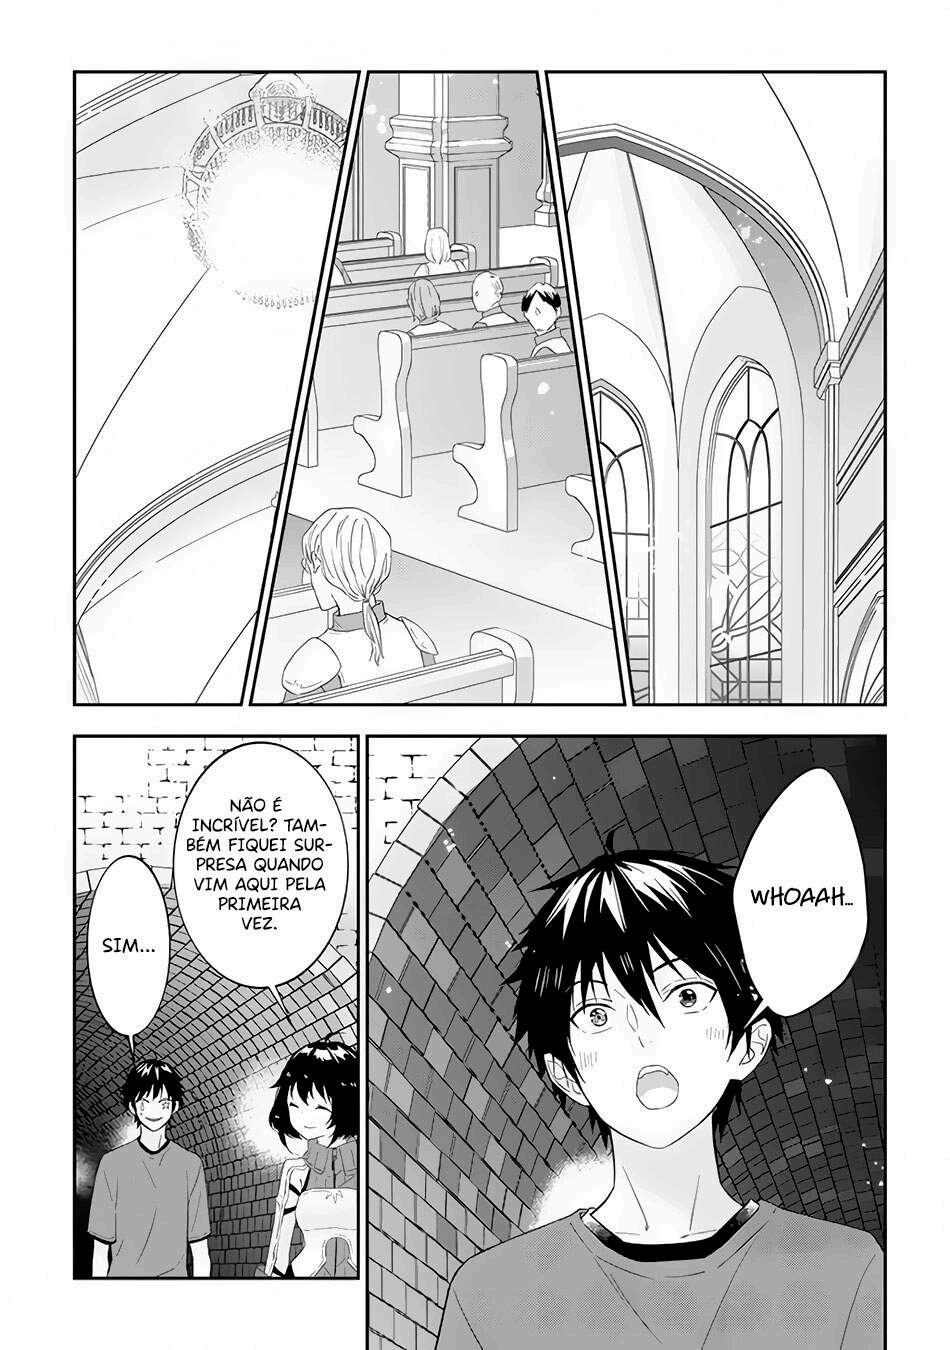 WHOAAH...
NÃO É
INCRÍVEL? TAM-
BÉM FIQUEI SUR-
PRESA QUANDO
VIM AQUI PELA
PRIMEIRA
VEZ.
SIM...